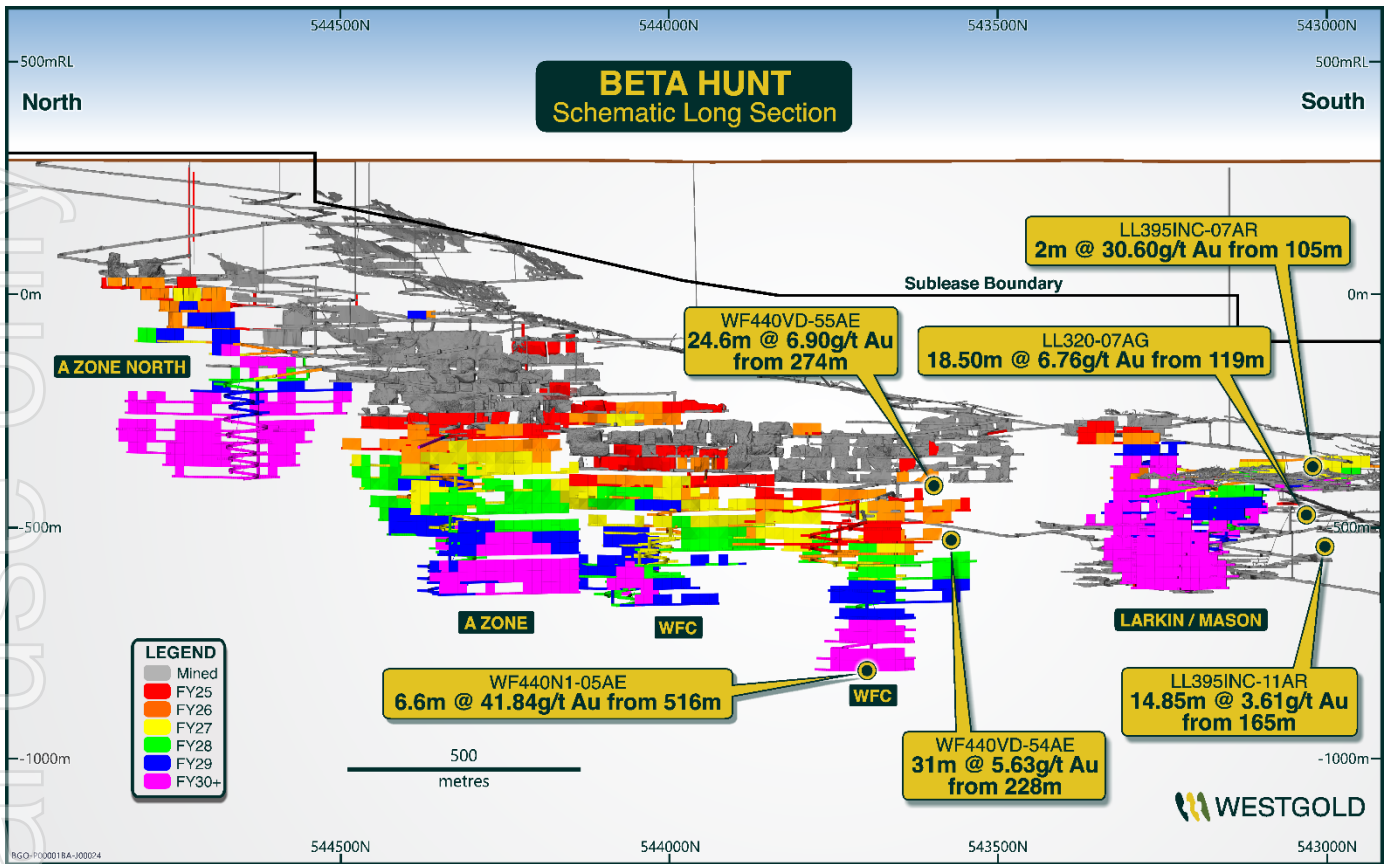 544500N
544000N
543500N
543000N
500mRL
500mRL
North
BETA HUNT
Schematic Long Section
South
LL395INC-07AR
2m @ 30.60g/t Au from 105m
0m
Sublease Boundary
0m
WF440VD-55AE
24.6m @ 6.90g/t Au
from 274m
LL320-07AG
18.50m @ 6.76g/t Au from 119m
A ZONE NORTH
-500m
-500m
A ZONE
WFC
LARKIN / MASON
LEGEND
Mined
FY25
FY26
FY27
FY28
FY29
FY30+
WF440N1-05AE
6.6m @ 41.84g/t Au from 516m
WFC
LL395INC-11AR
14.85m @ 3.61g/t Au
from 165m
WF440VD-54AE
31m @ 5.63g/t Au
from 228m
-1000m
500
metres
-1000m
WESTGOLD
544500N
544000N
543500N
543000N
BGO-P00001BA-J00024